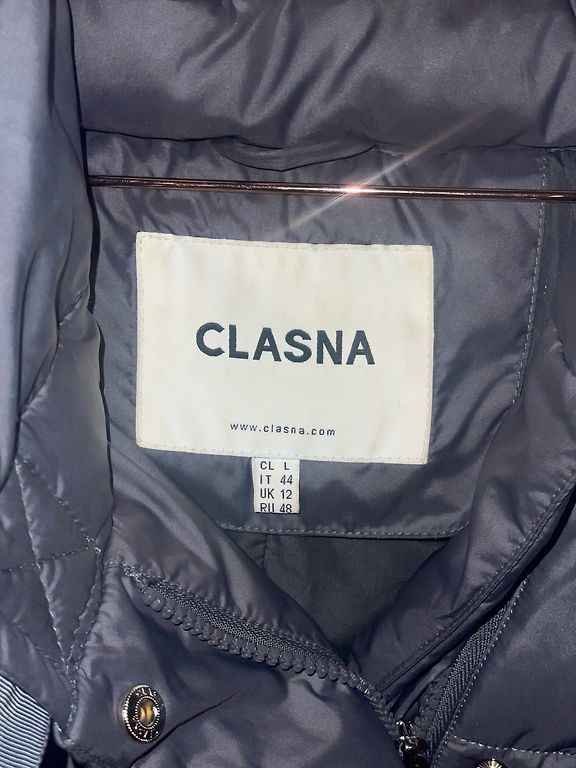 CLASNA
www.clasna.com
CL L
IT 44
UK 12
RU 48